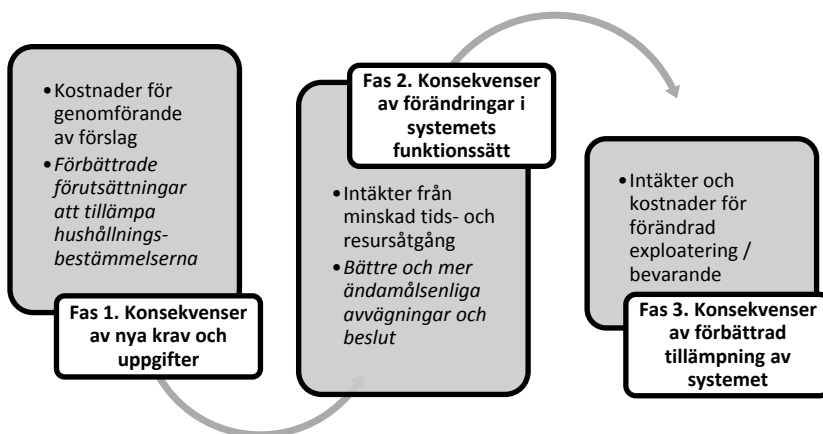 •Kostnader för
genomförande
av förslag
•Förbättrade
förutsättningar
att tillämpa
hushållnings-
bestämmelserna
Fas 1. Konsekvenser
av nya krav och
uppgifter
Fas 2. Konsekvenser
av förändringar i
systemets
funktionssätt
•Intäkter från
minskad tids- och
resursåtgång
•Bättre och mer
ändamålsenliga
avvägningar och
beslut
•Intäkter och
kostnader för
förändrad
exploatering /
bevarande
Fas 3. Konsekvenser
av förbättrad
tillämpning av
systemet